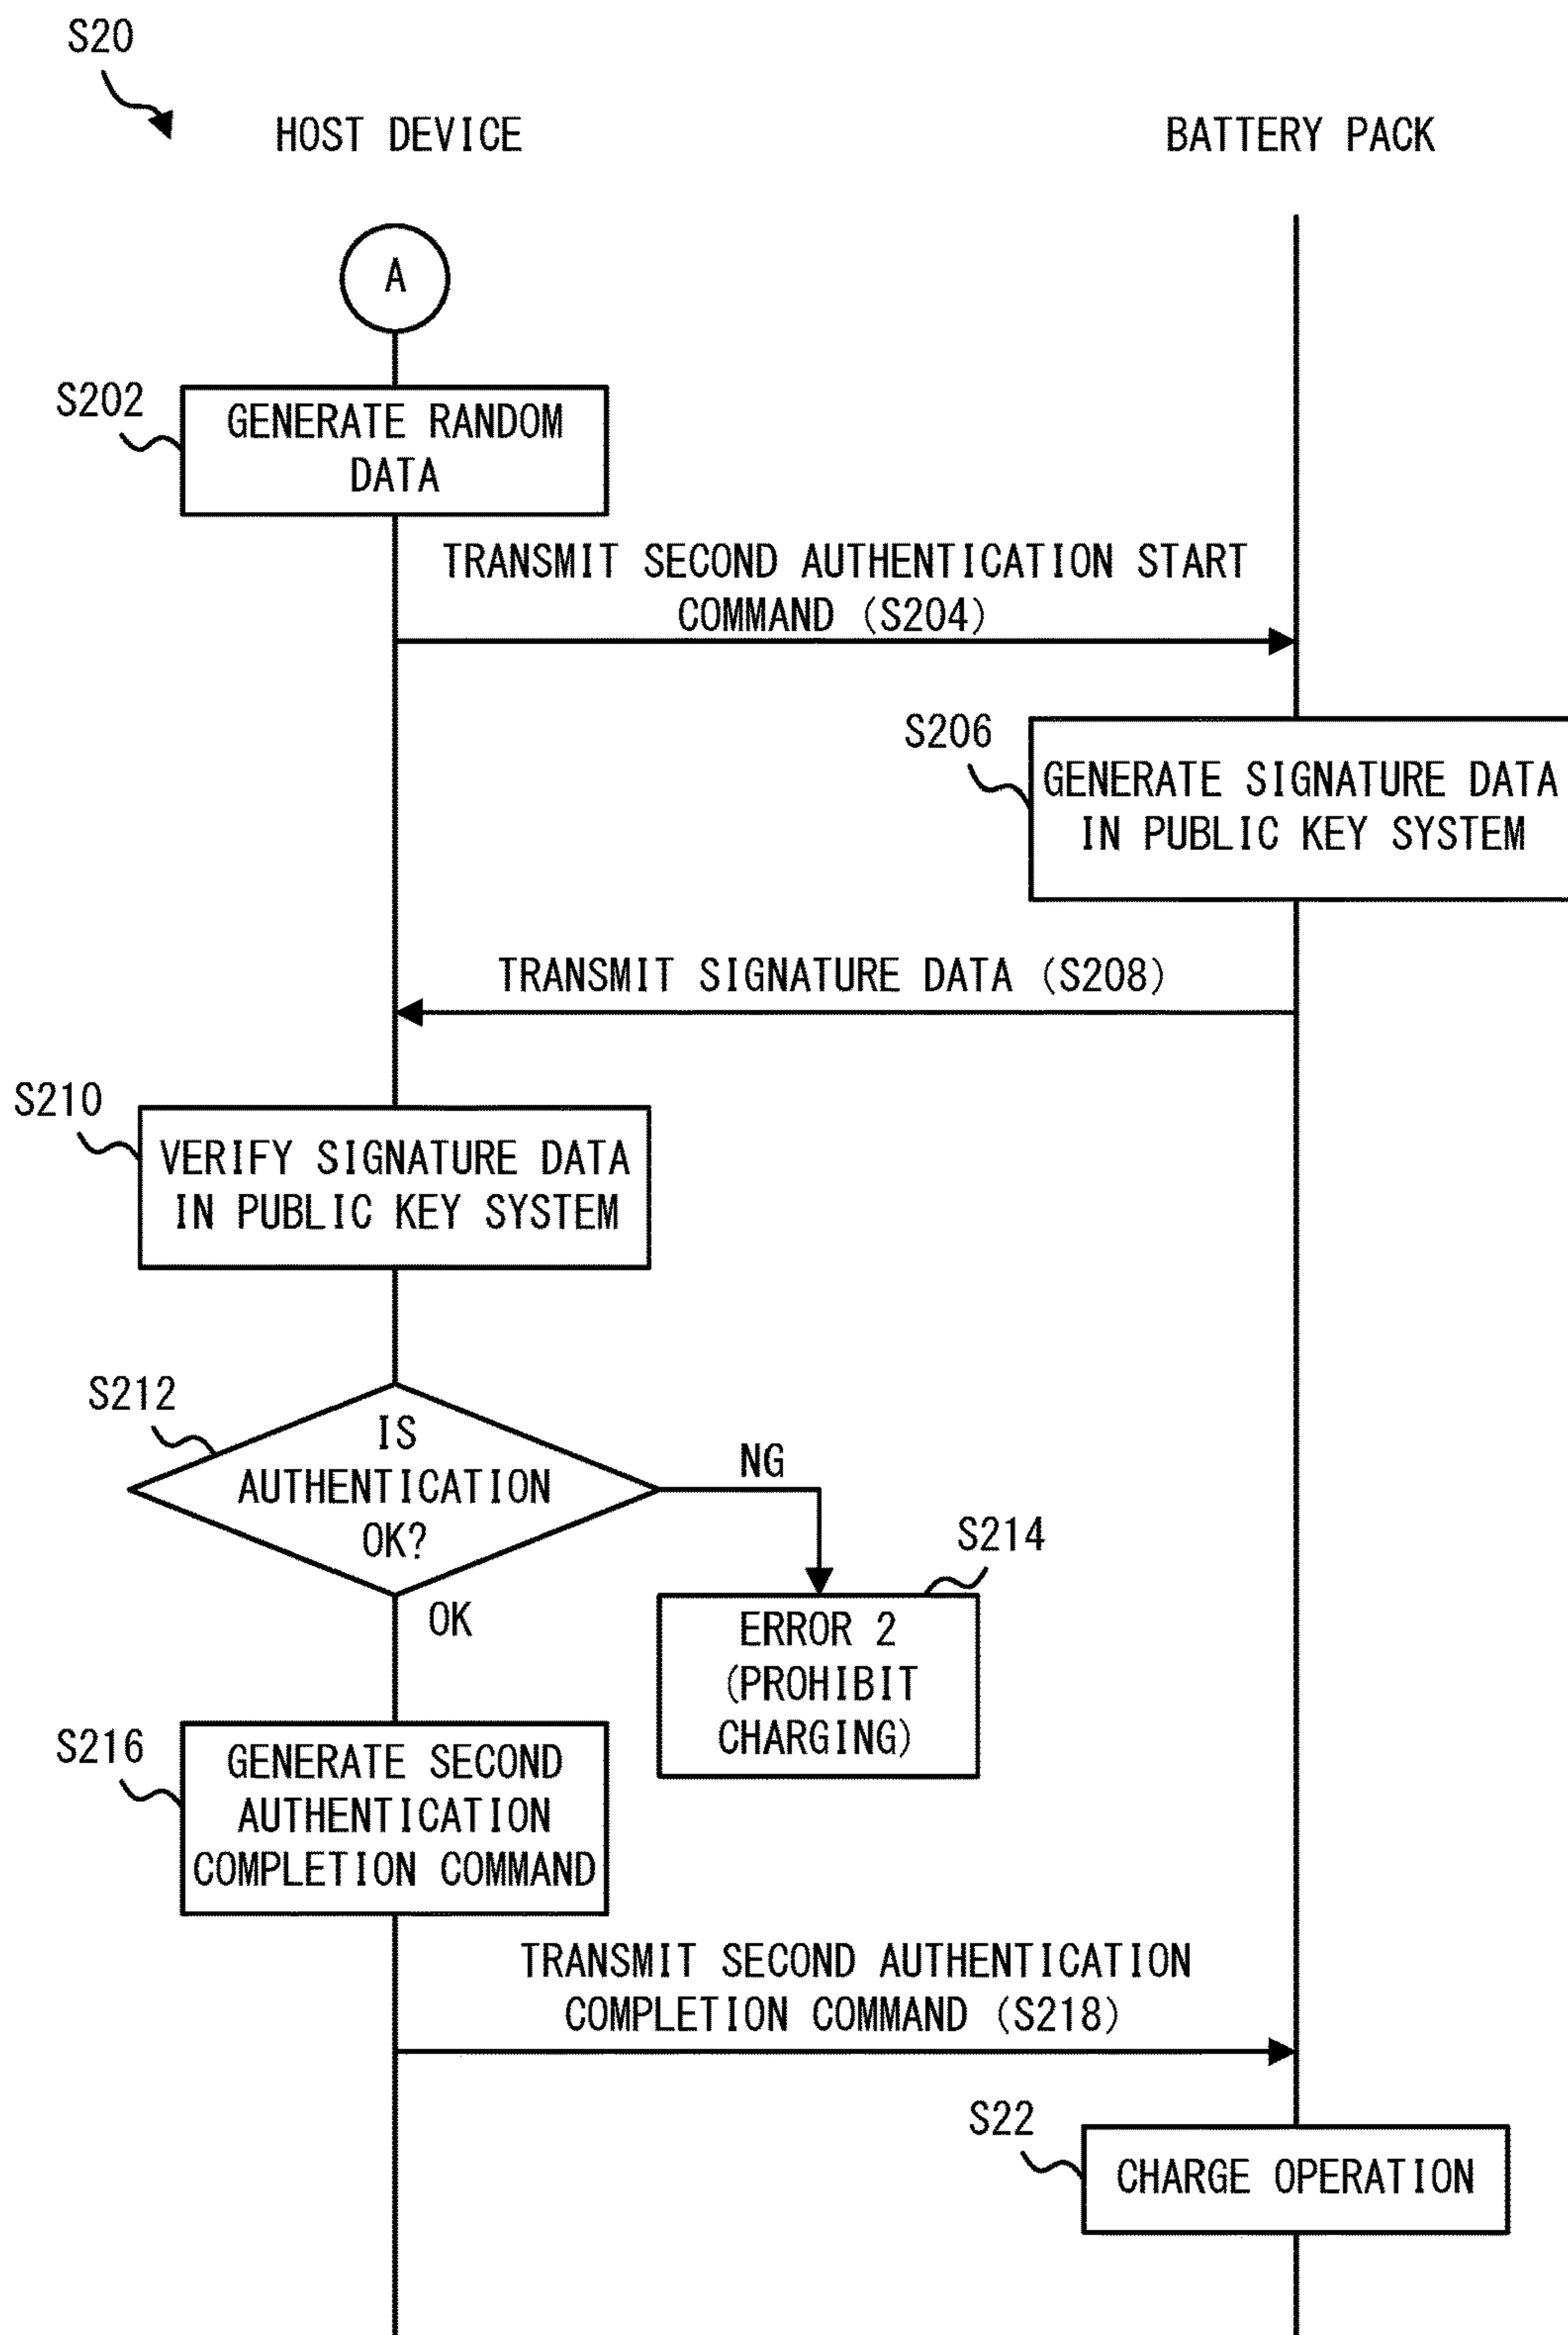 S20
HOST DEVICE
BATTERY PACK
A
S202
GENERATE RANDOM
DATA
TRANSMIT SECOND AUTHENTICATION START
COMMAND (S204)
S206
GENERATE SIGNATURE DATA
IN PUBLIC KEY SYSTEM
TRANSMIT SIGNATURE DATA (S208)
S210
VERIFY SIGNATURE DATA
IN PUBLIC KEY SYSTEM
S212
IS
AUTHENTICATION
OK?
NG
OK
S214
ERROR 2
(PROHIBIT
CHARGING)
S216
GENERATE SECOND
AUTHENTICATION
COMPLETION COMMAND
TRANSMIT SECOND AUTHENTICATION
COMPLETION COMMAND (S218)
S22
CHARGE OPERATION